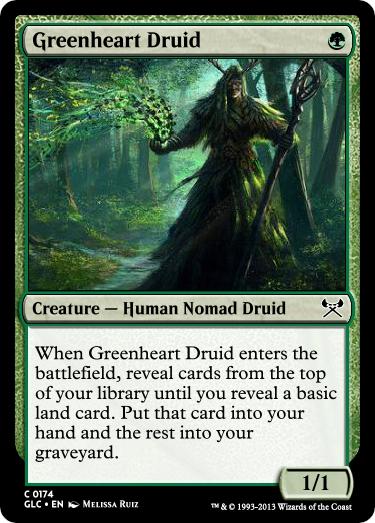 Greenheart Druid
Creature — Human Nomad Druid
When Greenheart Druid enters the
battlefield, reveal cards from the top
of your library until you reveal a basic
land card. Put that card into your
hand and the rest into your
graveyard.
1/1
C 0174
GLC • EN Melissa Ruiz
™ & © 1993-2013 Wizards of the Coast